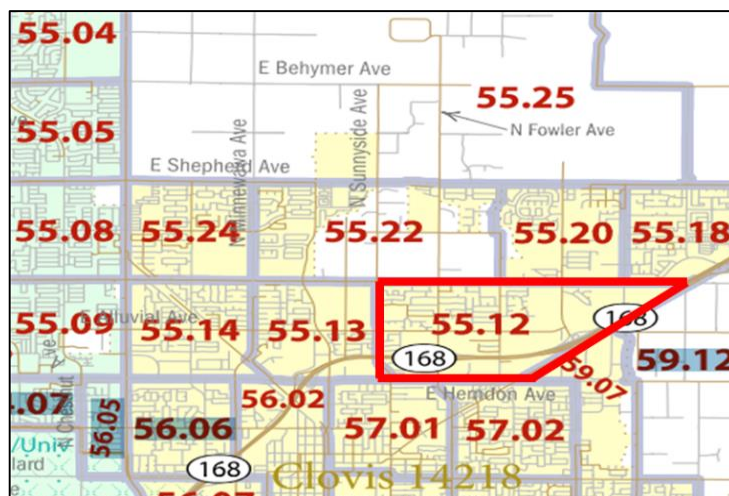 55.04
E Behymer Ave
55.25
N Fowler Ave
55.05
N Sunnyside Ave
E Shepherd Ave
N Minnewawa Ave
55.08
55.24
55.22
55.20
55.18
55.09
E Alluvial Ave
55.14
55.13
55.12
168
168
59.12
59.07
E Herndon Ave
56.02
56.05
56.06
57.01
57.02
/Univ
168
Clovis 14218